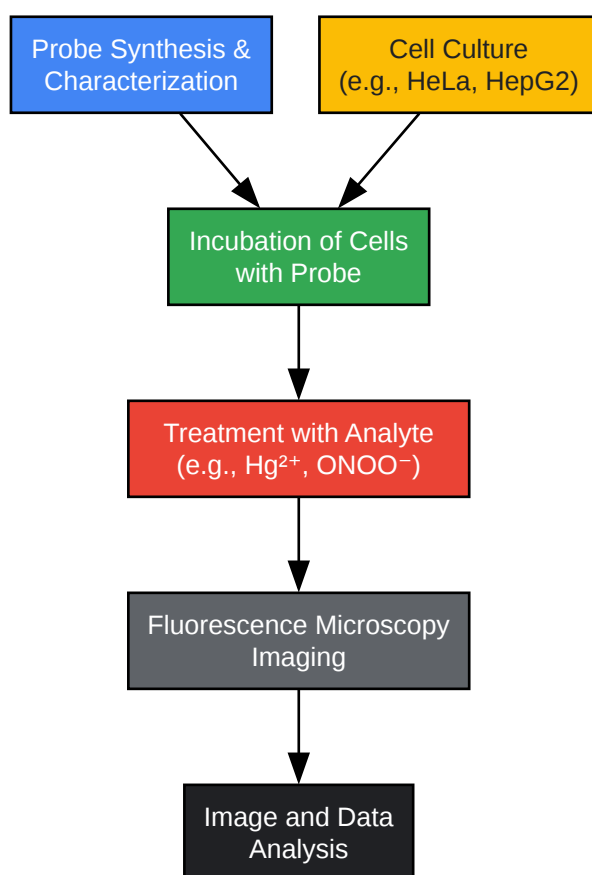 Probe Synthesis &
Characterization
Cell Culture
(e.g., HeLa, HepG2)
Incubation of Cells
with Probe
Treatment with Analyte
(e.g., Hg²⁺, ONOO⁻)
Fluorescence Microscopy
Imaging
Image and Data
Analysis